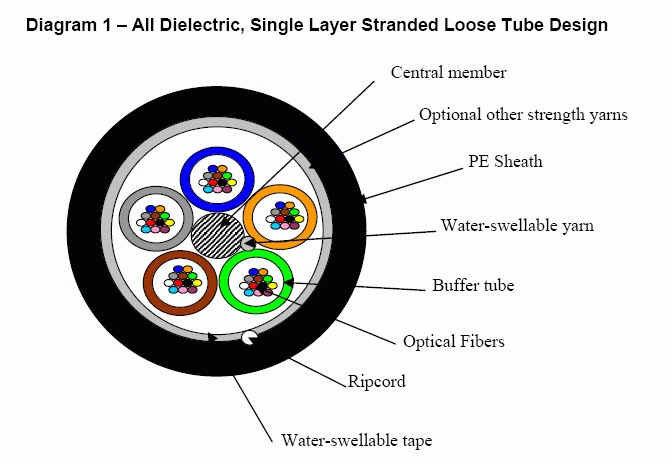 Diagram 1 – All Dielectric, Single Layer Stranded Loose Tube Design
Central member
Optional other strength yarns
PE Sheath
Water-swellable yarn
Buffer tube
Optical Fibers
Ripcord
Water-swellable tape